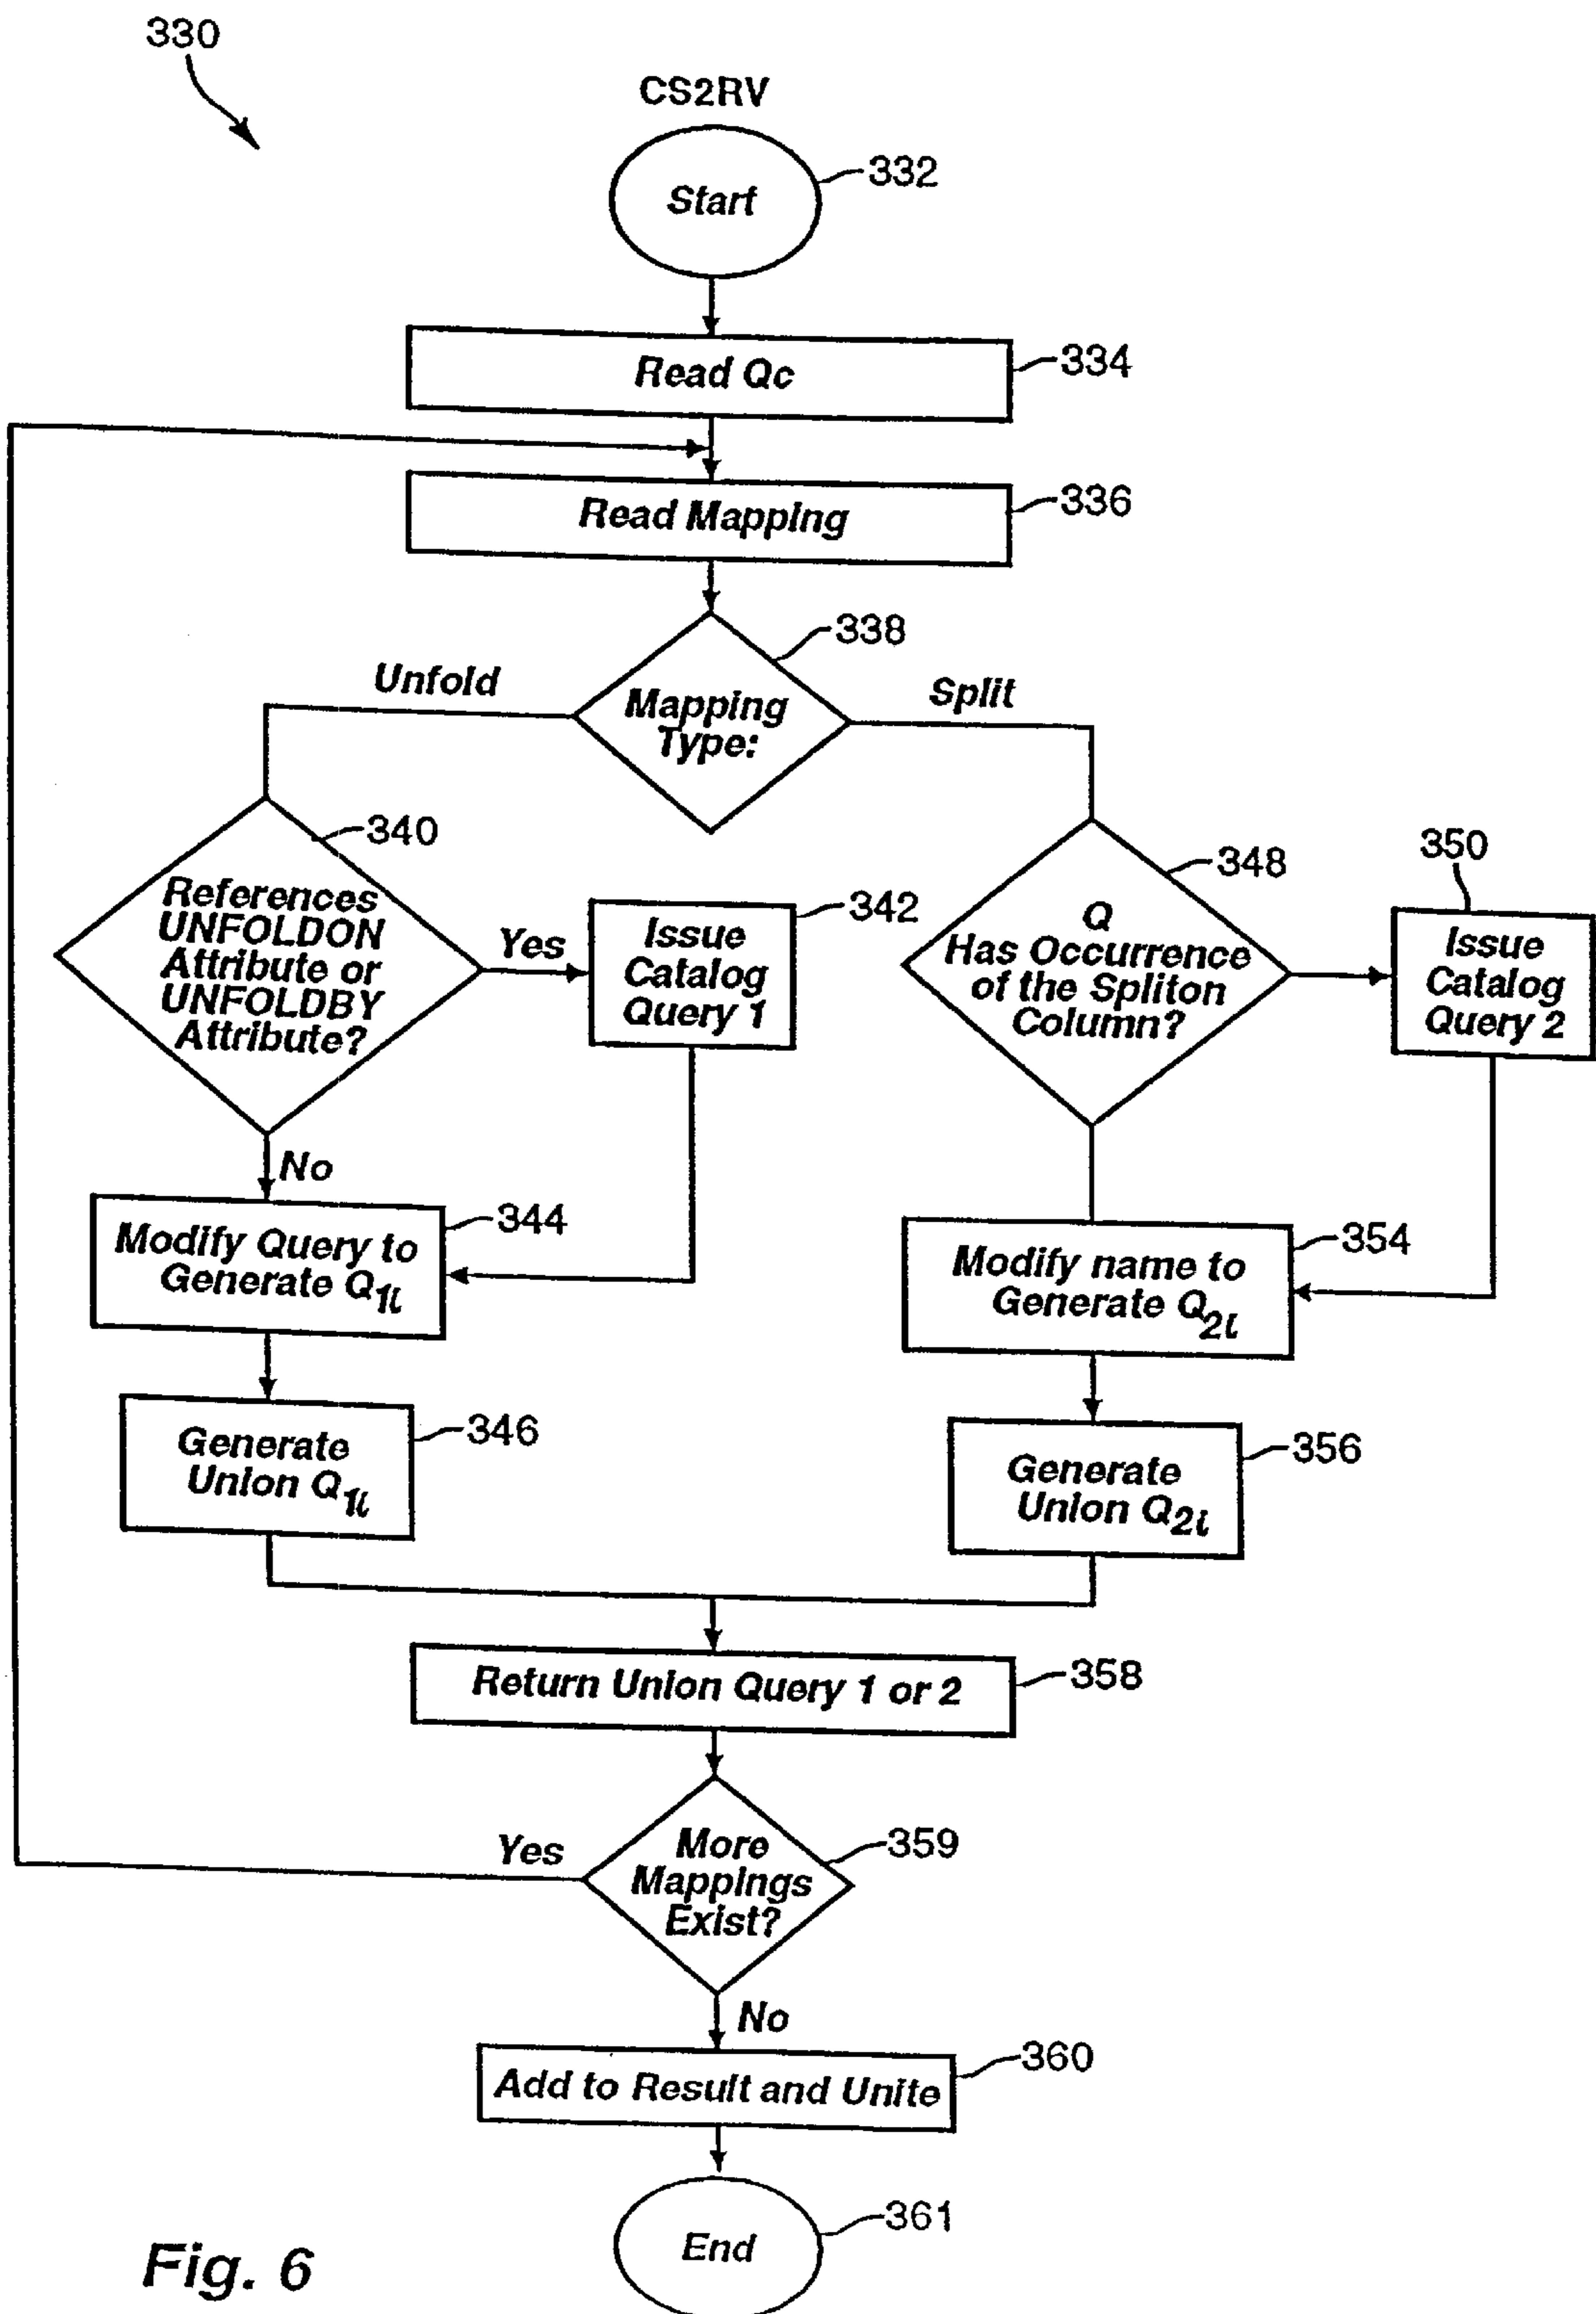 330
CS2RV
Start
332
Read Qc
334
Read Mapping
336
338
Unfold
Mapping
Type:
Split
340
References
UNFOLDON
Attribute or
UNFOLDBY
Attribute?
Yes
342
Issue
Catalog
Query 1
348
Q
Has Occurrence
of the Spliton
Column?
350
Issue
Catalog
Query 2
No
344
Modify Query to
Generate Q1i
354
Modify name to
Generate Q2i
346
Generate
Union Q1i
356
Generate
Union Q2i
Return Union Query 1 or 2
358
Yes
More
Mappings
Exist?
359
No
Add to Result and Unite
360
End
361
Fig. 6